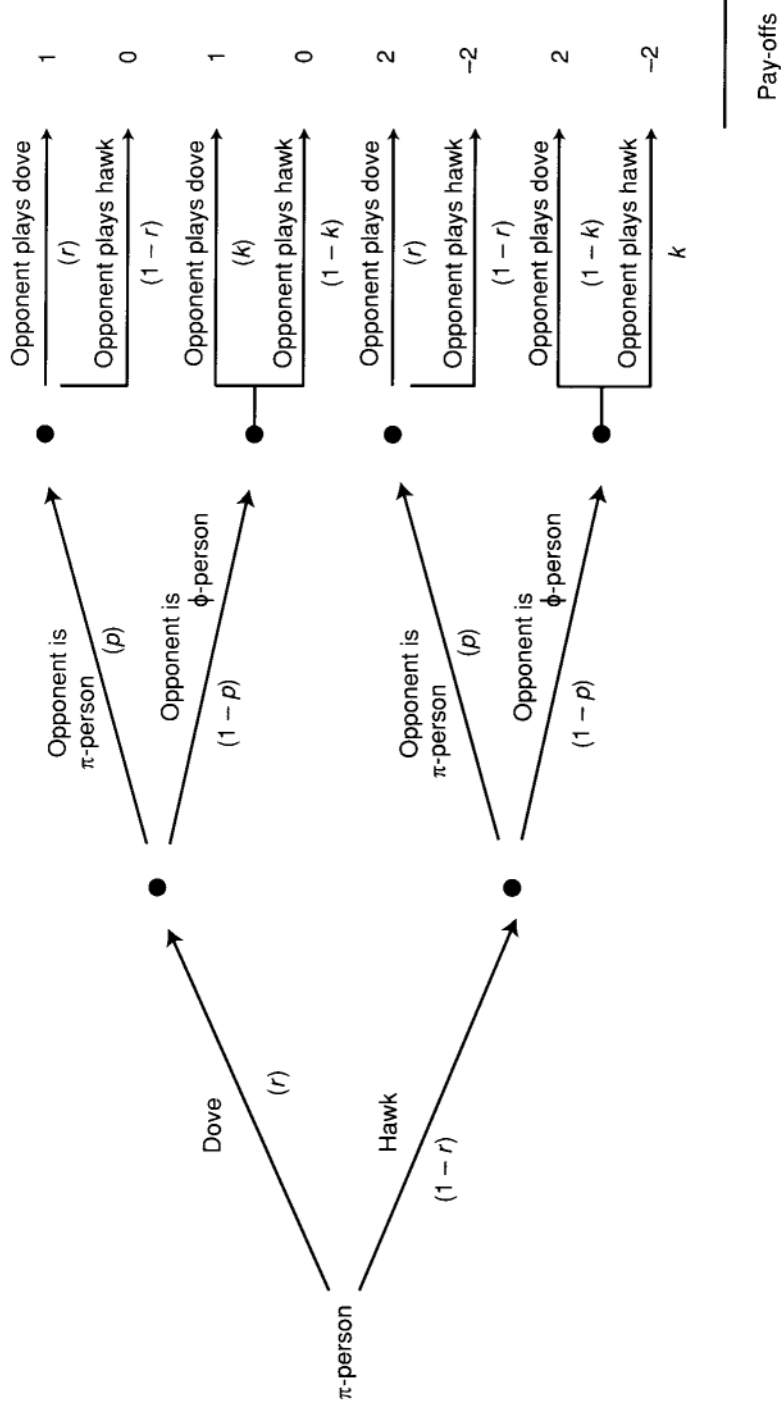 π-person
Dove
(r)
Hawk
(1 – r)
Opponent is
π-person
(p)
Opponent is
ϕ-person
(1 – p)
Opponent is
π-person
(p)
Opponent is
ϕ-person
(1 – p)
Opponent plays dove
1
(r)
Opponent plays hawk
0
(1 – r)
Opponent plays dove
1
(k)
Opponent plays hawk
0
(1 – k)
Opponent plays dove
2
(r)
Opponent plays hawk
–2
(1 – r)
Opponent plays dove
2
(1 – k)
Opponent plays hawk
–2
k
Pay-offs